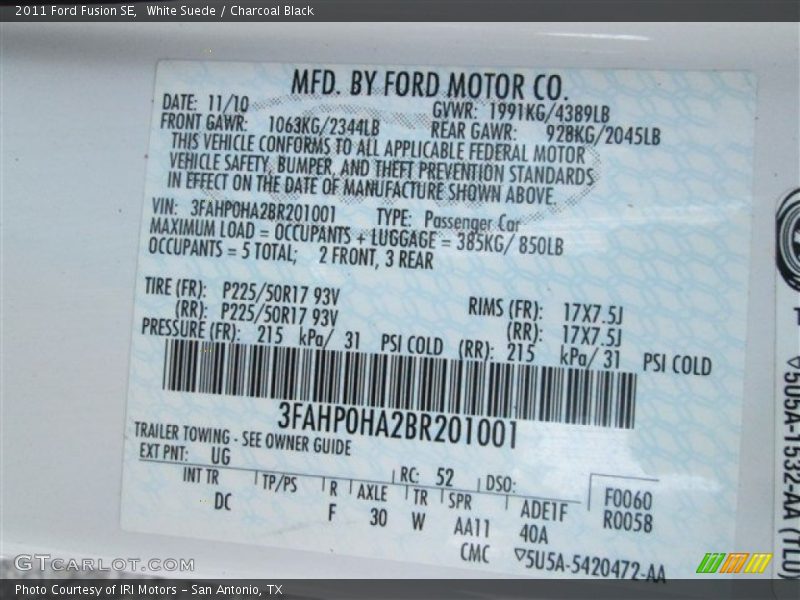 2011 Ford Fusion SE,  White Suede / Charcoal Black
MFD. BY FORD MOTOR CO.
DATE: 11/10 GVWR: 1991KG/4389LB
FRONT GAWR: 1063KG/2344LB REAR GAWR: 928KG/2045LB
THIS VEHICLE CONFORMS TO ALL APPLICABLE FEDERAL MOTOR
VEHICLE SAFETY, BUMPER, AND THEFT PREVENTION STANDARDS
IN EFFECT ON THE DATE OF MANUFACTURE SHOWN ABOVE.
VIN: 3FAHP0HA2BR201001 TYPE: Passenger Car
MAXIMUM LOAD = OCCUPANTS + LUGGAGE = 385KG/ 850LB
OCCUPANTS = 5 TOTAL; 2 FRONT, 3 REAR
TIRE (FR): P225/50R17 93V RIMS (FR): 17X7.5J
(RR): P225/50R17 93V (RR): 17X7.5J
PRESSURE (FR): 215 kPa/ 31 PSI COLD (RR): 215 kPa/ 31 PSI COLD
3FAHP0HA2BR201001
TRAILER TOWING - SEE OWNER GUIDE
EXT PNT: UG RC: 52 DSO:
INT TR TP/PS R AXLE TR SPR ADE1F F0060
DC F 30 W AA11 40A R0058
CMC ▽5U5A-5420472-AA
▽5U5A-1532-AA (TLU)
GTCarLot.com
Photo Courtesy of IRI Motors – San Antonio, TX